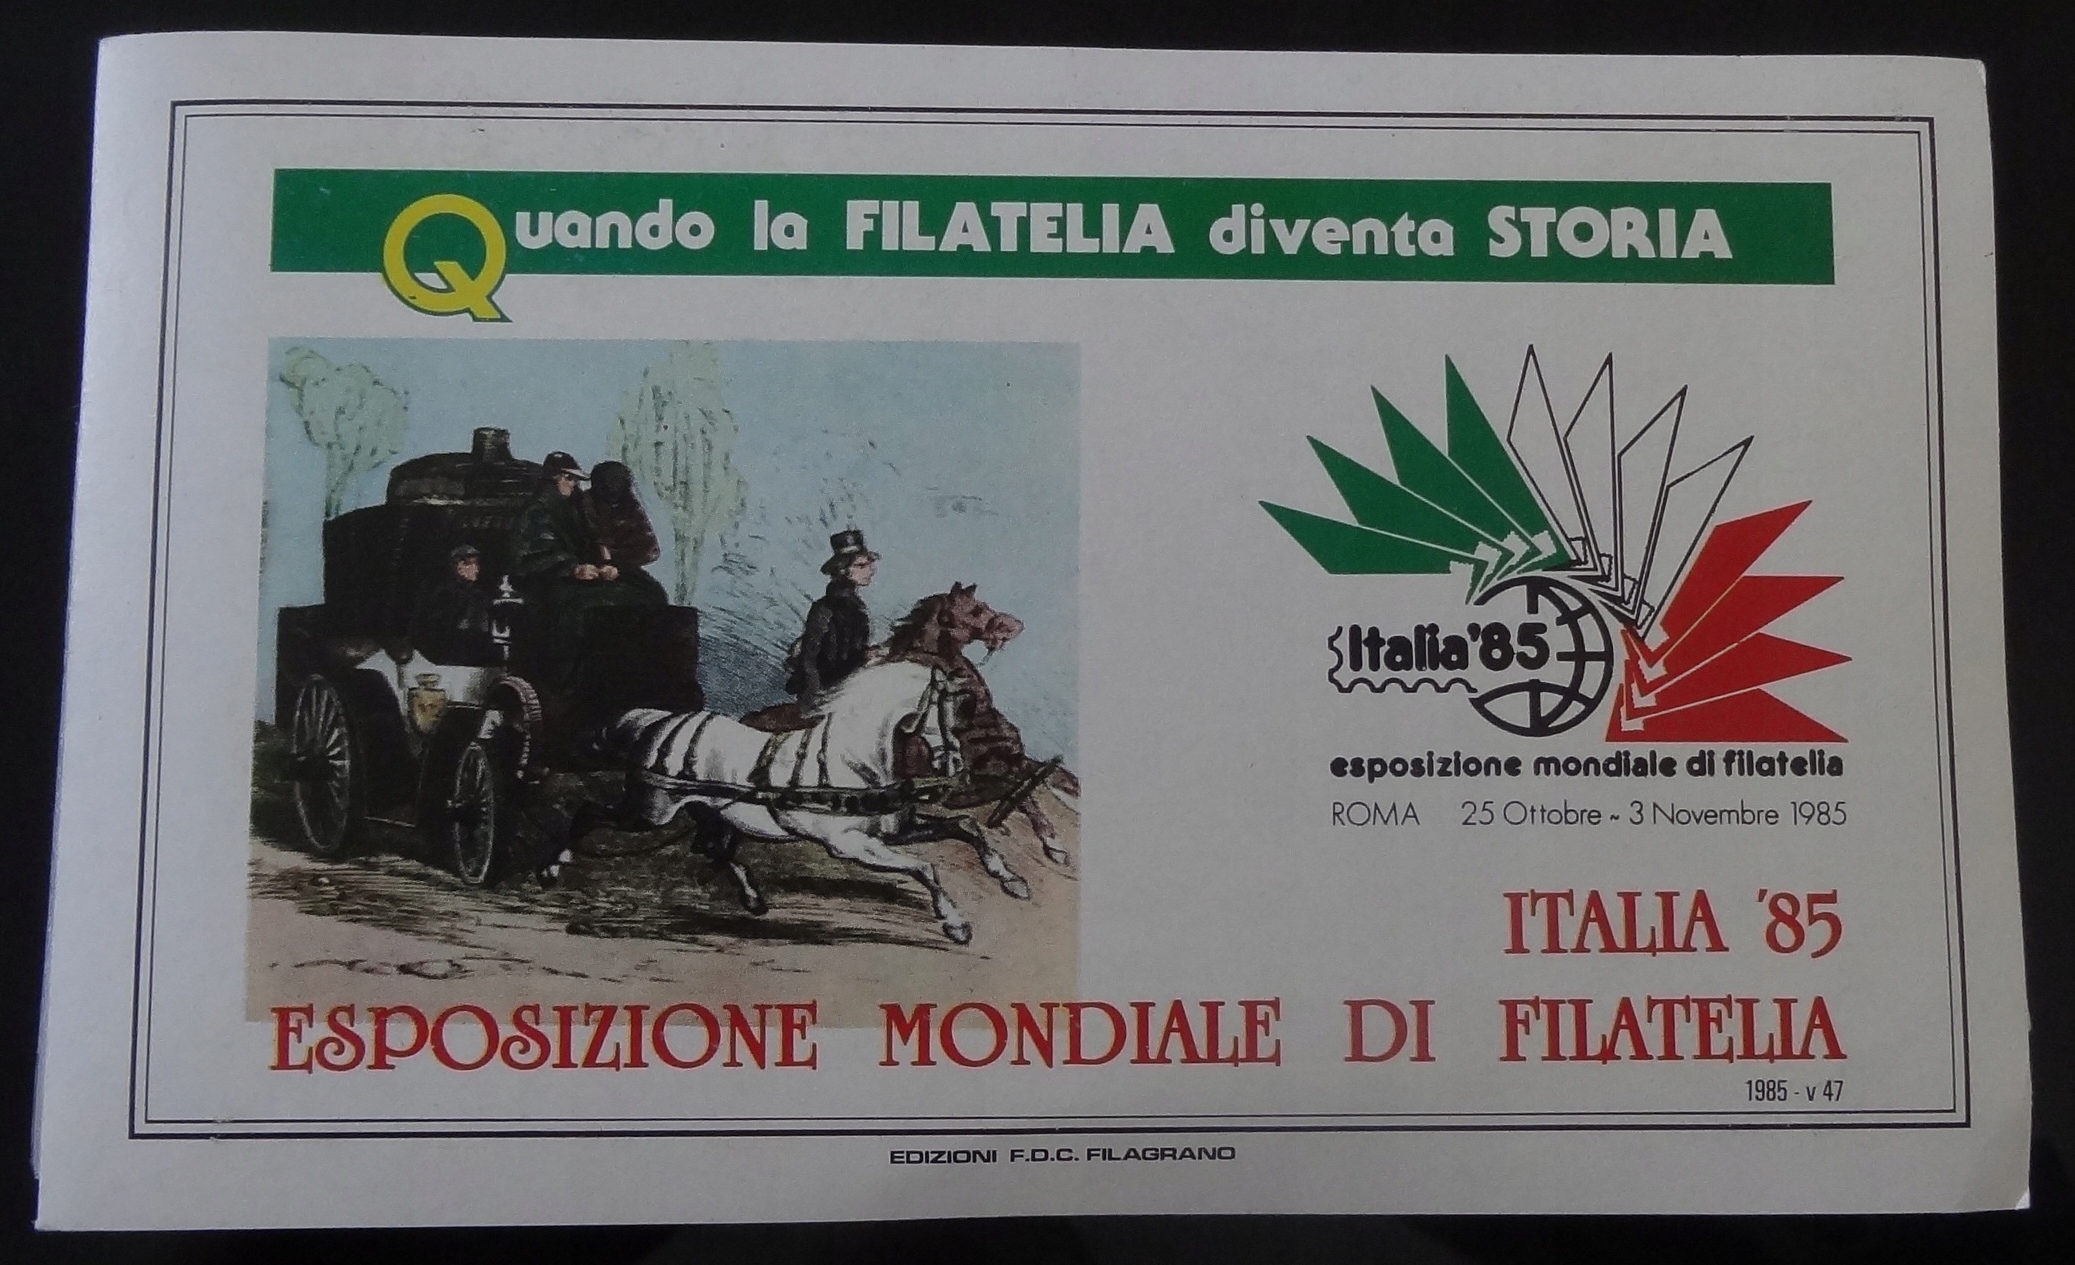 Quando la FILATELIA diventa STORIA
Italia'85
esposizione mondiale di filatelia
ROMA 25 Ottobre ~ 3 Novembre 1985
ITALIA '85
ESPOSIZIONE MONDIALE DI FILATELIA
1985 - v 47
EDIZIONI F.D.C. FILAGRANO